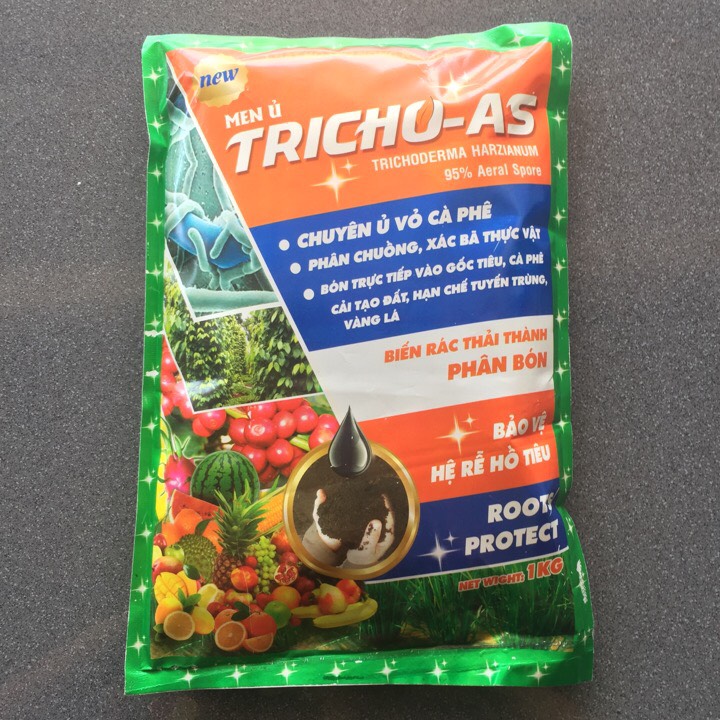 new
MEN Ủ
TRICHO-AS
TRICHODERMA HARZIANUM
95% Aeral Spore
• CHUYÊN Ủ VỎ CÀ PHÊ
• PHÂN CHUỒNG, XÁC BÃ THỰC VẬT
• BÓN TRỰC TIẾP VÀO GỐC TIÊU, CÀ PHÊ
CẢI TẠO ĐẤT, HẠN CHẾ TUYẾN TRÙNG,
VÀNG LÁ
BIẾN RÁC THẢI THÀNH
PHÂN BÓN
BẢO VỆ
HỆ RỄ HỒ TIÊU
ROOTS
PROTECT
NET WIGHT: 1KG